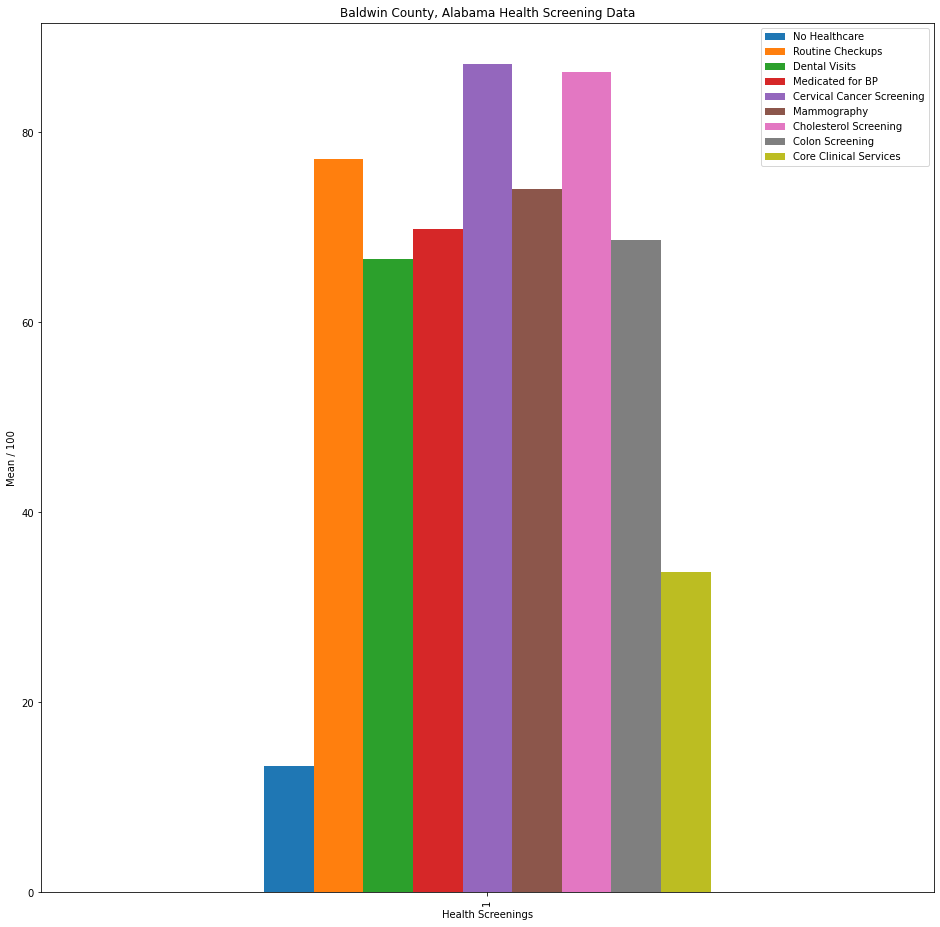 Baldwin County, Alabama Health Screening Data
No Healthcare
Routine Checkups
Dental Visits
Medicated for BP
Cervical Cancer Screening
Mammography
Cholesterol Screening
Colon Screening
Core Clinical Services
Mean / 100
80
60
40
20
0
1
Health Screenings